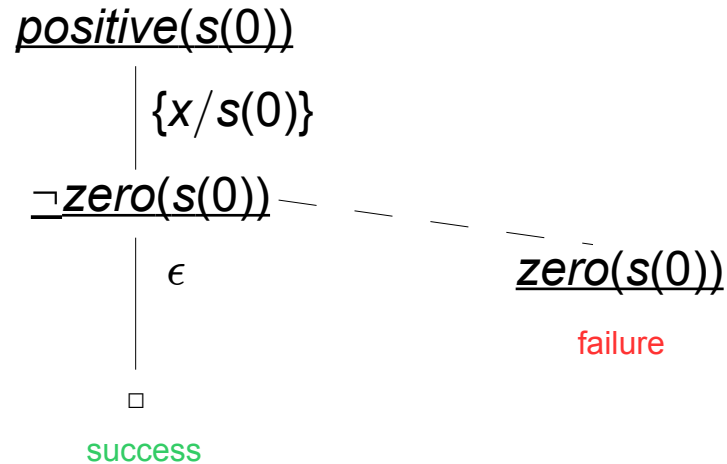 positive(s(0))
{x/s(0)}
¬zero(s(0))
zero(s(0))
ϵ
failure
□
success